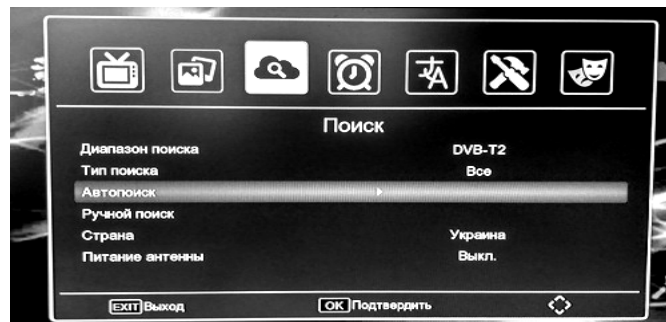 Поиск
Диапазон поиска DVB-T2
Тип поиска Все
Автопоиск
Ручной поиск
Страна Украина
Питание антенны Выкл.
EXIT Выход OK Подтвердить